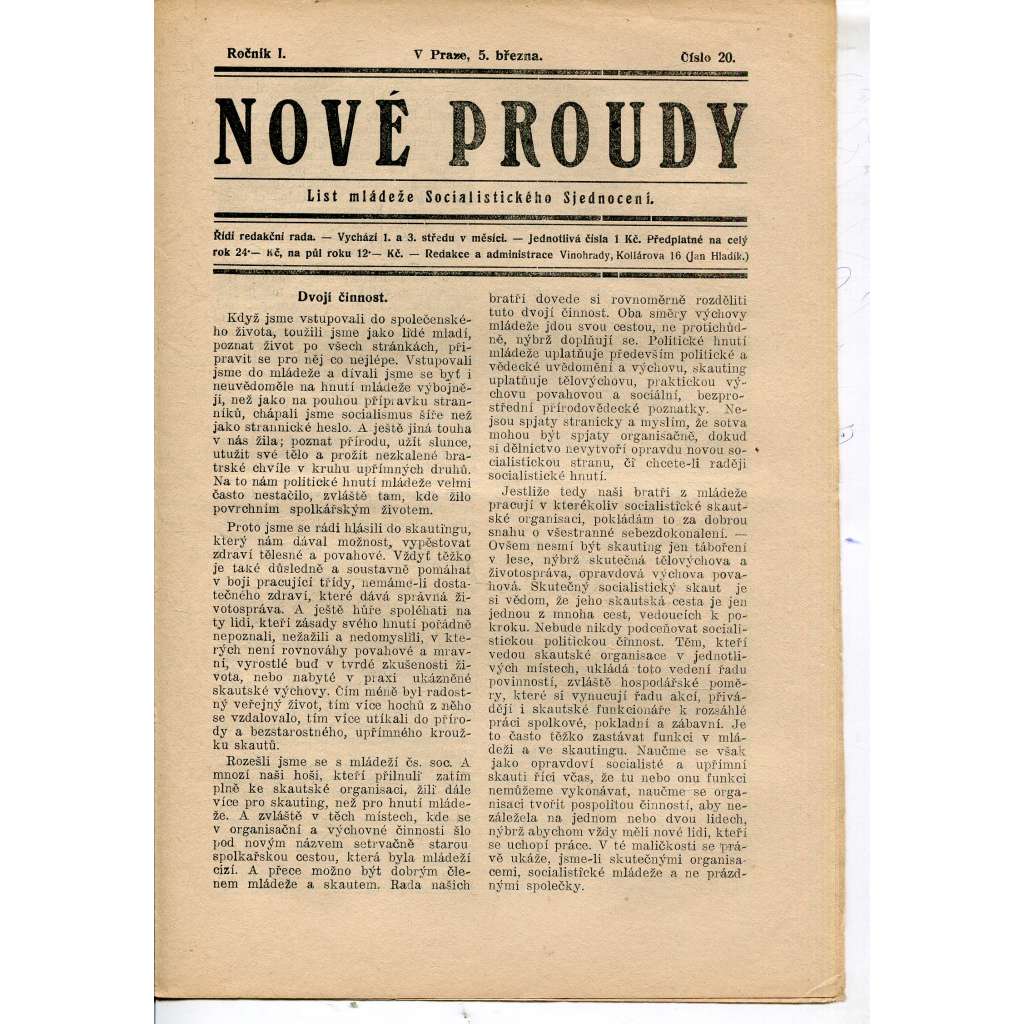 Ročník I.
V Praze, 5. března.
Číslo 20.
NOVÉ PROUDY
List mládeže Socialistického Sjednocení.
Řídí redakční rada. — Vychází 1. a 3. středu v měsíci. — Jednotlivá čísla 1 Kč. Předplatné na celý
rok 24·— Kč, na půl roku 12·— Kč. — Redakce a administrace Vinohrady, Kollárova 16 (Jan Hladík.)
Dvojí činnost.
Když jsme vstupovali do společenské-
ho života, toužili jsme jako lidé mladí,
poznat život po všech stránkách, při-
pravit se pro něj co nejlépe. Vstupovali
jsme do mládeže a dívali jsme se byť i
neuvědoměle na hnutí mládeže výbojně-
ji, než jako na pouhou přípravku stran-
níků, chápali jsme socialismus šíře než
jako strannické heslo. A ještě jiná touha
v nás žila; poznat přírodu, užít slunce,
utužit své tělo a prožít nezkalené bra-
trské chvíle v kruhu upřímných druhů.
Na to nám politické hnutí mládeže velmi
často nestačilo, zvláště tam, kde žilo
povrchním spolkářským životem.
Proto jsme se rádi hlásili do skautingu,
který nám dával možnost, vypěstovat
zdraví tělesné a povahové. Vždyť těžko
je také důsledně a soustavně pomáhat
v boji pracující třídy, nemáme-li dosta-
tečného zdraví, které dává správná ži-
votospráva. A ještě hůře spoléhati na
ty lidi, kteří zásady svého hnutí pořádně
nepoznali, nežažili a nedomyslili, v kte-
rých není rovnováhy povahové a mrav-
ní, vyrostlé buď v tvrdé zkušenosti ži-
vota, nebo nabyté v praxi ukázněné
skautské výchovy. Čím méně byl radost-
ný veřejný život, tím více hochů z něho
se vzdalovalo, tím více utíkali do příro-
dy a bezstarostného, upřímného krouž-
ku skautů.
Rozešli jsme se s mládeží čs. soc. A
mnozí naši hoši, kteří přilnuli zatím
plně ke skautské organisaci, žili dále
více pro skauting, než pro hnutí mláde-
že. A zvláště v těch místech, kde se
v organisační a výchovné činnosti šlo
pod novým názvem setrvačně starou
spolkařskou cestou, která byla mládeži
cizí. A přece možno být dobrým čle-
nem mládeže a skautem. Rada našich
bratří dovede si rovnoměrně rozděliti
tuto dvojí činnost. Oba směry výchovy
mládeže jdou svou cestou, ne protichůd-
ně, nýbrž doplňují se. Politické hnutí
mládeže uplatňuje především politické a
vědecké uvědomění a výchovu, skauting
uplatňuje tělovýchovu, praktickou vý-
chovu povahovou a sociální, bezpro-
střední přírodovědecké poznatky. Ne-
jsou spjaty stranicky a myslím, že sotva
mohou být spjaty organisačně, dokud
si dělnictvo nevytvoří opravdu novou so-
cialistickou stranu, či chcete-li raději
socialistické hnutí.
Jestliže tedy naši bratři z mládeže
pracují v kterékoliv socialistické skaut-
ské organisaci, pokládám to za dobrou
snahu o všestranné sebezdokonalení. —
Ovšem nesmí být skauting jen táboření
v lese, nýbrž skutečná tělovýchova a
životospráva, opravdová výchova pova-
hová. Skutečný socialistický skaut je
si vědom, že jeho skautská cesta je jen
jednou z mnoha cest, vedoucích k po-
kroku. Nebude nikdy podceňovat sociali-
stickou politickou činnost. Těm, kteří
vedou skautské organisace v jednotli-
vých místech, ukládá toto vedení řadu
povinností, zvláště hospodářské pomě-
ry, které si vynucují řadu akcí, přivá-
dějí i skautské funkcionáře k rozsáhlé
práci spolkové, pokladní a zábavní. Je
to často těžko zastávat funkci v mlá-
deži a ve skautingu. Naučme se však
jako opravdoví socialisté a upřímní
skauti říci včas, že tu nebo onu funkci
nemůžeme vykonávat, naučme se orga-
nisaci tvořit pospolitou činností, aby ne-
záležela na jednom nebo dvou lidech,
nýbrž abychom vždy měli nové lidi, kteří
se uchopí práce. V té maličkosti se prá-
vě ukáže, jsme-li skutečnými organisa-
cemi, socialistické mládeže a ne prázd-
nými společky.